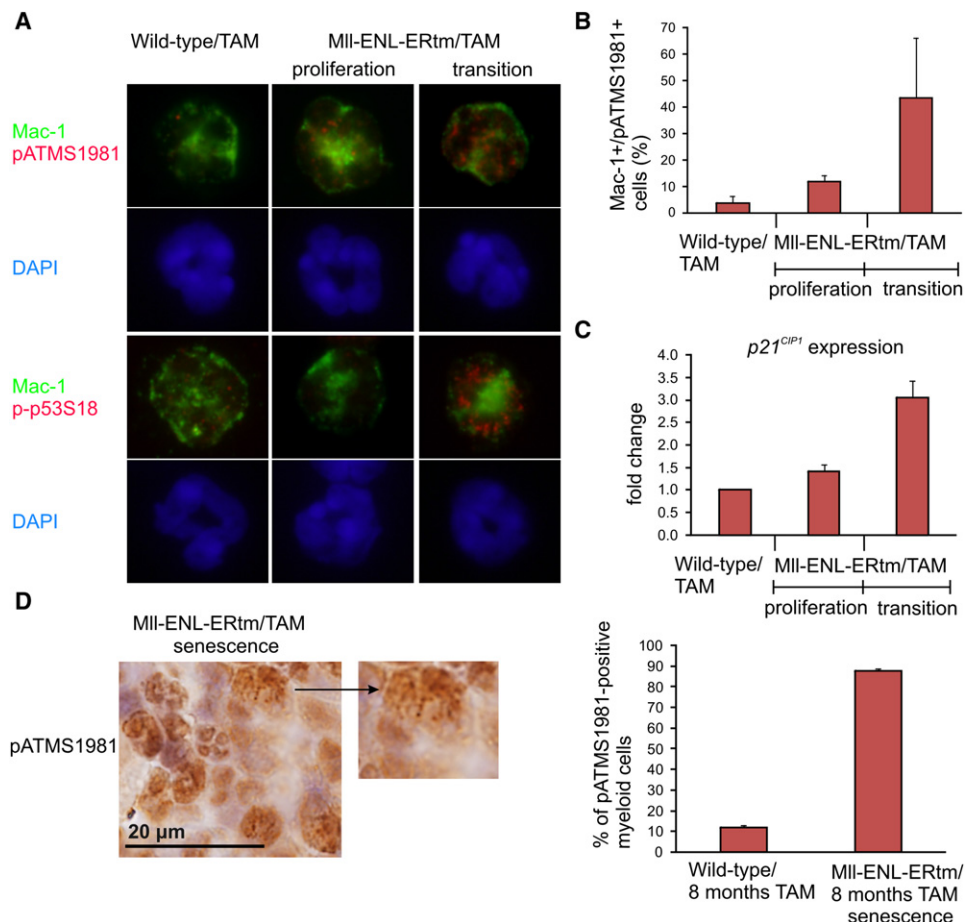 A
Wild-type/TAM
Mll-ENL-ERtm/TAM
proliferation
transition
Mac-1
pATMS1981
DAPI
Mac-1
p-p53S18
DAPI
B
Mac-1+/pATMS1981+
cells (%)
70
60
50
40
30
20
10
0
Wild-type/
TAM
Mll-ENL-ERtm/TAM
proliferation
transition
C
p21CIP1 expression
fold change
4.0
3.5
3.0
2.5
2.0
1.5
1.0
0.5
0
Wild-type/
TAM
Mll-ENL-ERtm/TAM
proliferation
transition
D
Mll-ENL-ERtm/TAM
senescence
pATMS1981
20 µm
% of pATMS1981-positive
myeloid cells
100
90
80
70
60
50
40
30
20
10
0
Wild-type/
8 months TAM
Mll-ENL-ERtm/
8 months TAM
senescence